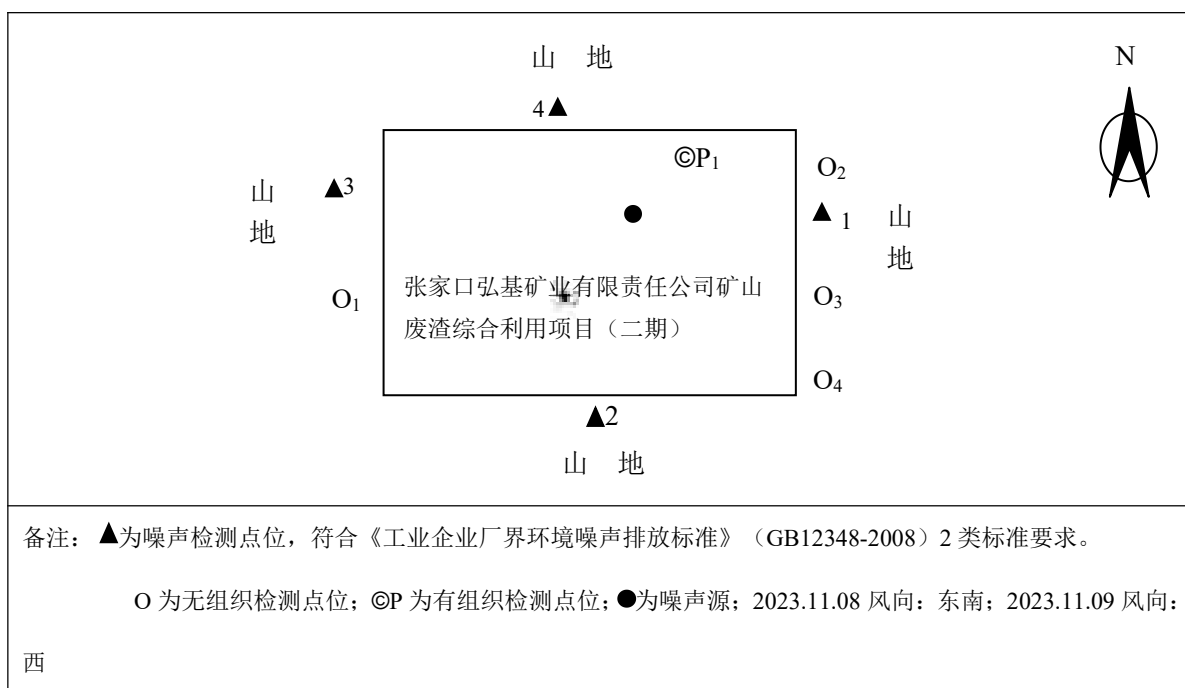 山 地
N
4▲
©P₁
O₂
山地
▲3
▲ 1
山地
O₁
张家口弘基矿业有限责任公司矿山
废渣综合利用项目（二期）
O₃
O₄
▲2
山 地
备注：▲为噪声检测点位，符合《工业企业厂界环境噪声排放标准》（GB12348-2008）2 类标准要求。
O 为无组织检测点位；©P 为有组织检测点位；●为噪声源；2023.11.08 风向：东南；2023.11.09 风向：
西